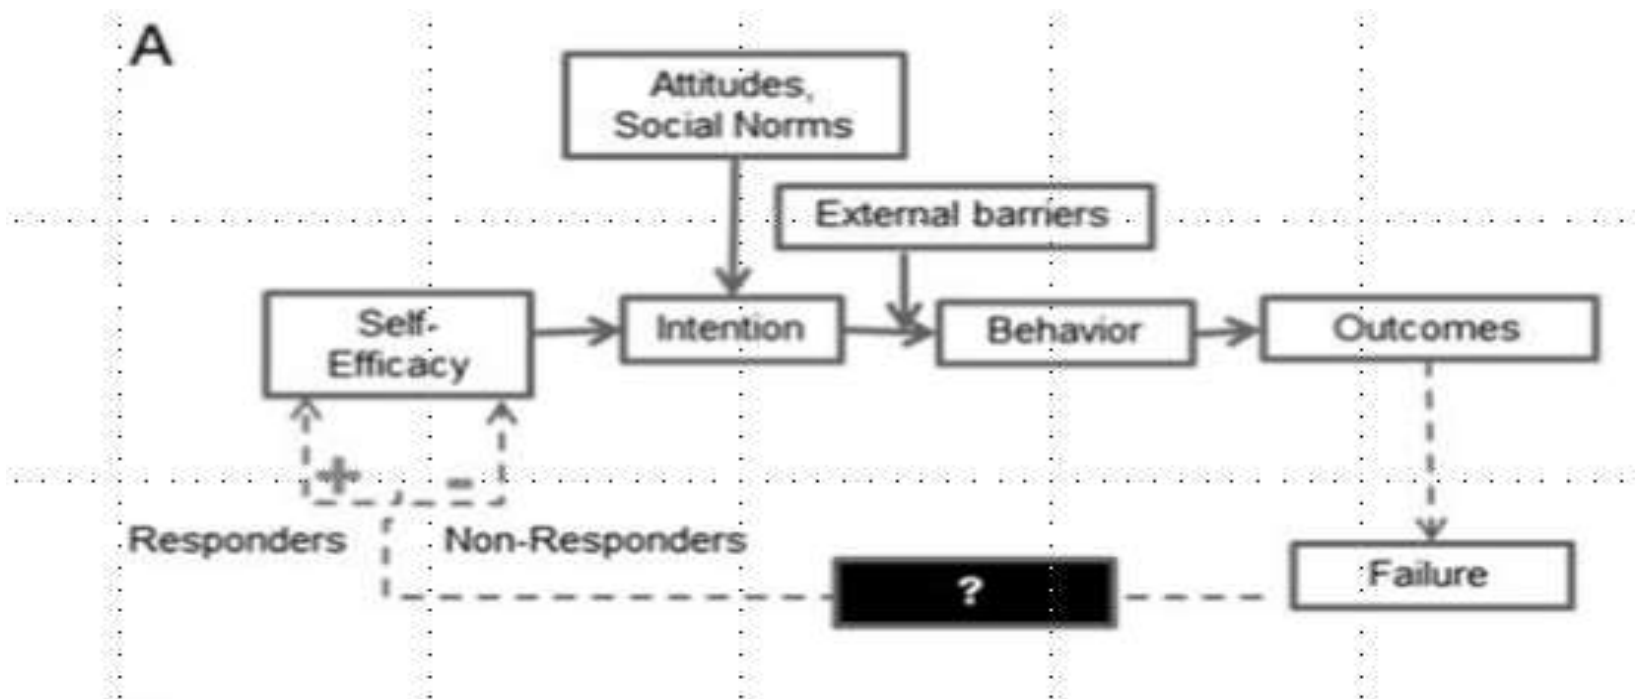 A
Attitudes,
Social Norms
External barriers
Self-
Efficacy
Intention
Behavior
Outcomes
+
-
Responders
Non-Responders
?
Failure